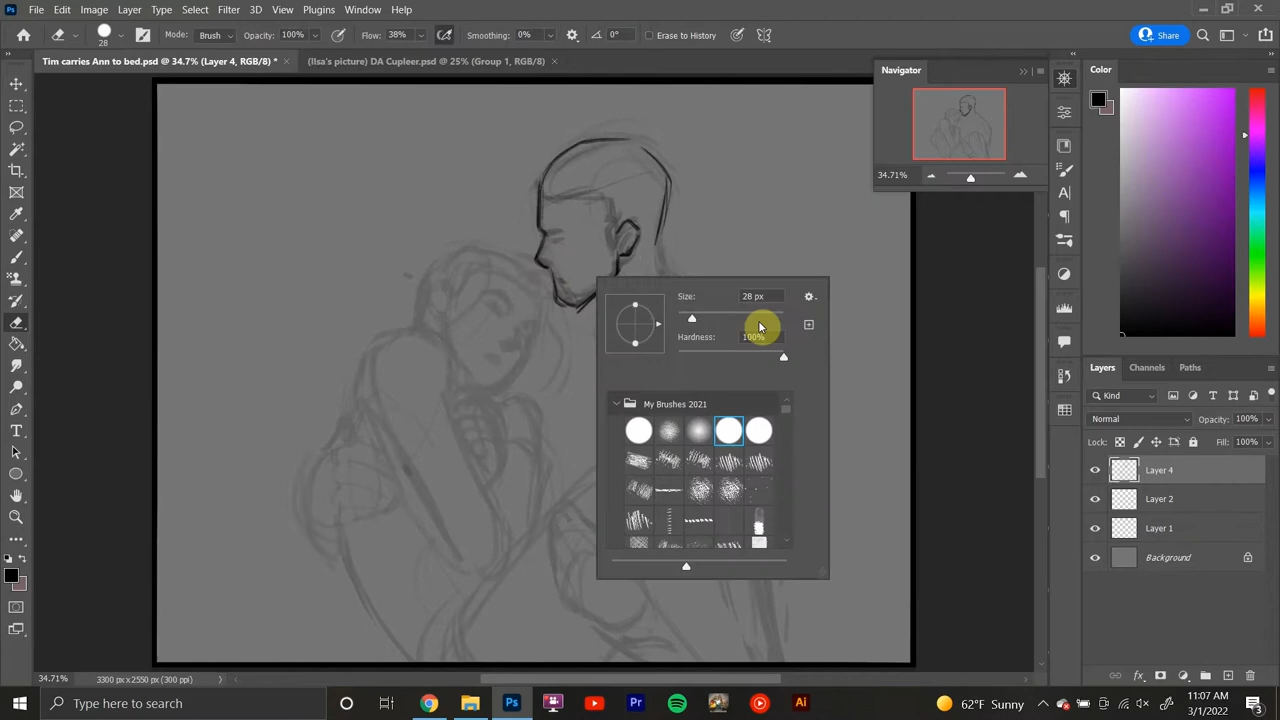 Ps File Edit Image Layer Type Select Filter 3D View Plugins Window Help
28 Mode: Brush Opacity: 100% Flow: 38% Smoothing: 0% 0° Erase to History Share
Tim carries Ann to bed.psd @ 34.7% (Layer 4, RGB/8) * × (Ilsa's picture) DA Cupleer.psd @ 25% (Group 1, RGB/8) ×
Navigator
34.71%
Color
Size: 28 px
Hardness: 100%
My Brushes 2021
Layers Channels Paths
Kind
Normal Opacity: 100%
Lock: Fill: 100%
Layer 4
Layer 2
Layer 1
Background
34.71% 3300 px x 2550 px (300 ppi)
Type here to search
Ps Pr Ai
62°F Sunny
11:07 AM
3/1/2022